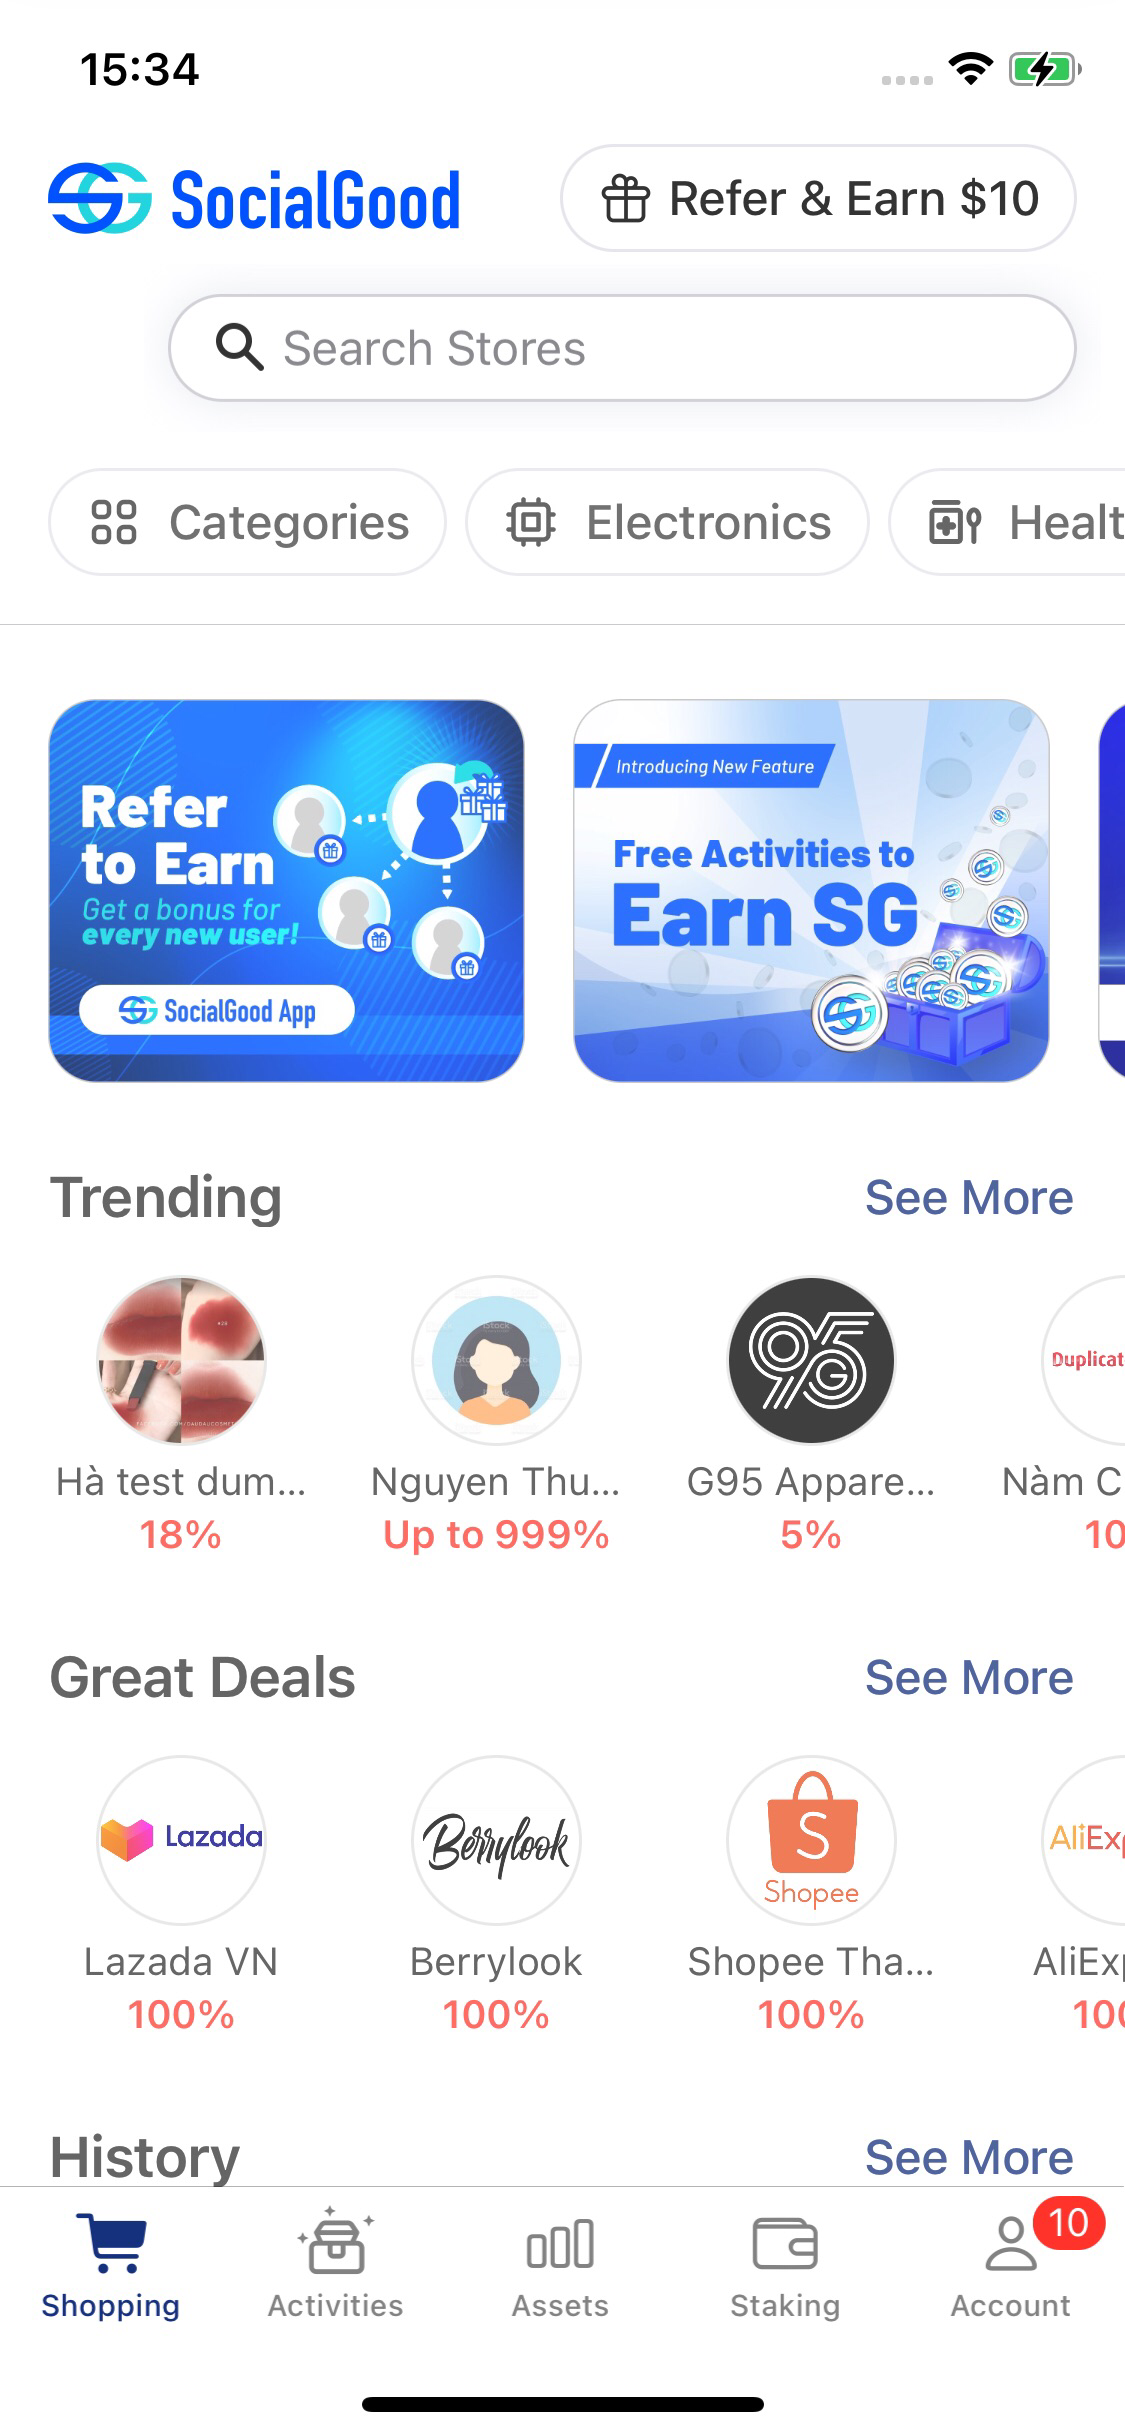 15:34
SocialGood
Refer & Earn $10
Search Stores
Categories
Electronics
Healt
Refer
to Earn
Get a bonus for
every new user!
SocialGood App
Introducing New Feature
Free Activities to
Earn SG
Trending
See More
95G
Duplicat
Hà test dum...
Nguyen Thu...
G95 Appare...
Nàm C
18%
Up to 999%
5%
10
Great Deals
See More
Lazada
Berrylook
Shopee
AliExp
Lazada VN
Berrylook
Shopee Tha...
AliExp
100%
100%
100%
100
History
See More
10
Shopping
Activities
Assets
Staking
Account